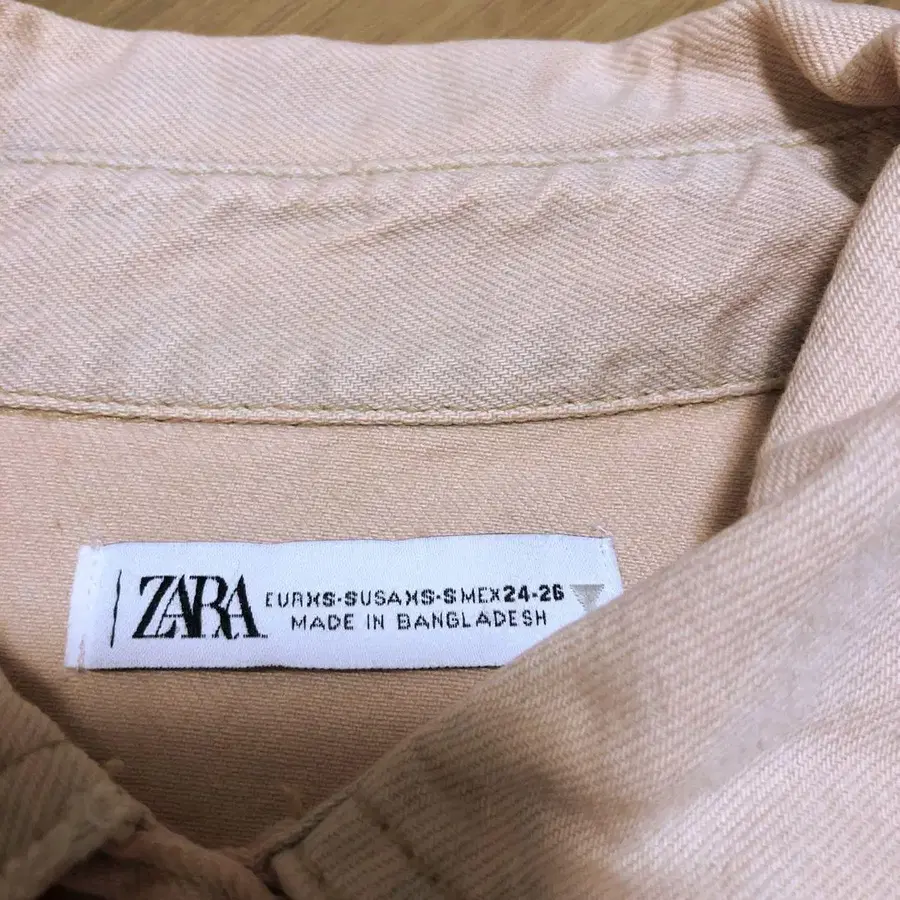 ZARA
EUR XS-S USA XS-S MEX 24-26
MADE IN BANGLADESH